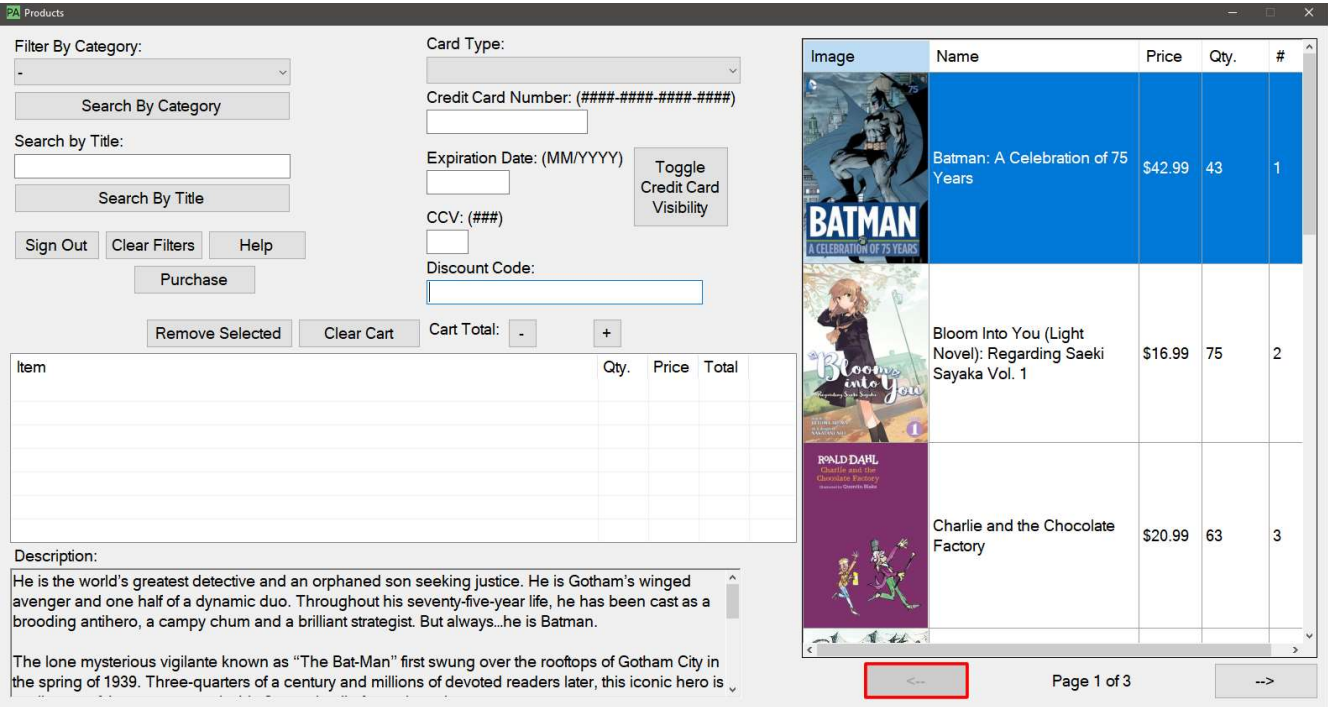 PA Products
Filter By Category:
-
Search By Category
Search by Title:
Search By Title
Sign Out
Clear Filters
Help
Purchase
Card Type:
Credit Card Number: (####-####-####-####)
Expiration Date: (MM/YYYY)
Toggle
Credit Card
Visibility
CCV: (###)
Discount Code:
Remove Selected
Clear Cart
Cart Total:
-
+
Item Qty. Price Total
Description:
He is the world’s greatest detective and an orphaned son seeking justice. He is Gotham’s winged
avenger and one half of a dynamic duo. Throughout his seventy-five-year life, he has been cast as a
brooding antihero, a campy chum and a brilliant strategist. But always...he is Batman.
The lone mysterious vigilante known as “The Bat-Man” first swung over the rooftops of Gotham City in
the spring of 1939. Three-quarters of a century and millions of devoted readers later, this iconic hero is
Image Name Price Qty. #
75
BATMAN
A CELEBRATION OF 75 YEARS
Batman: A Celebration of 75
Years
$42.99 43 1
Bloom
into You
Regarding Saeki Sayaka
1
Bloom Into You (Light
Novel): Regarding Saeki
Sayaka Vol. 1
$16.99 75 2
ROALD DAHL
Charlie and the
Chocolate Factory
Charlie and the Chocolate
Factory
$20.99 63 3
<--
Page 1 of 3
-->